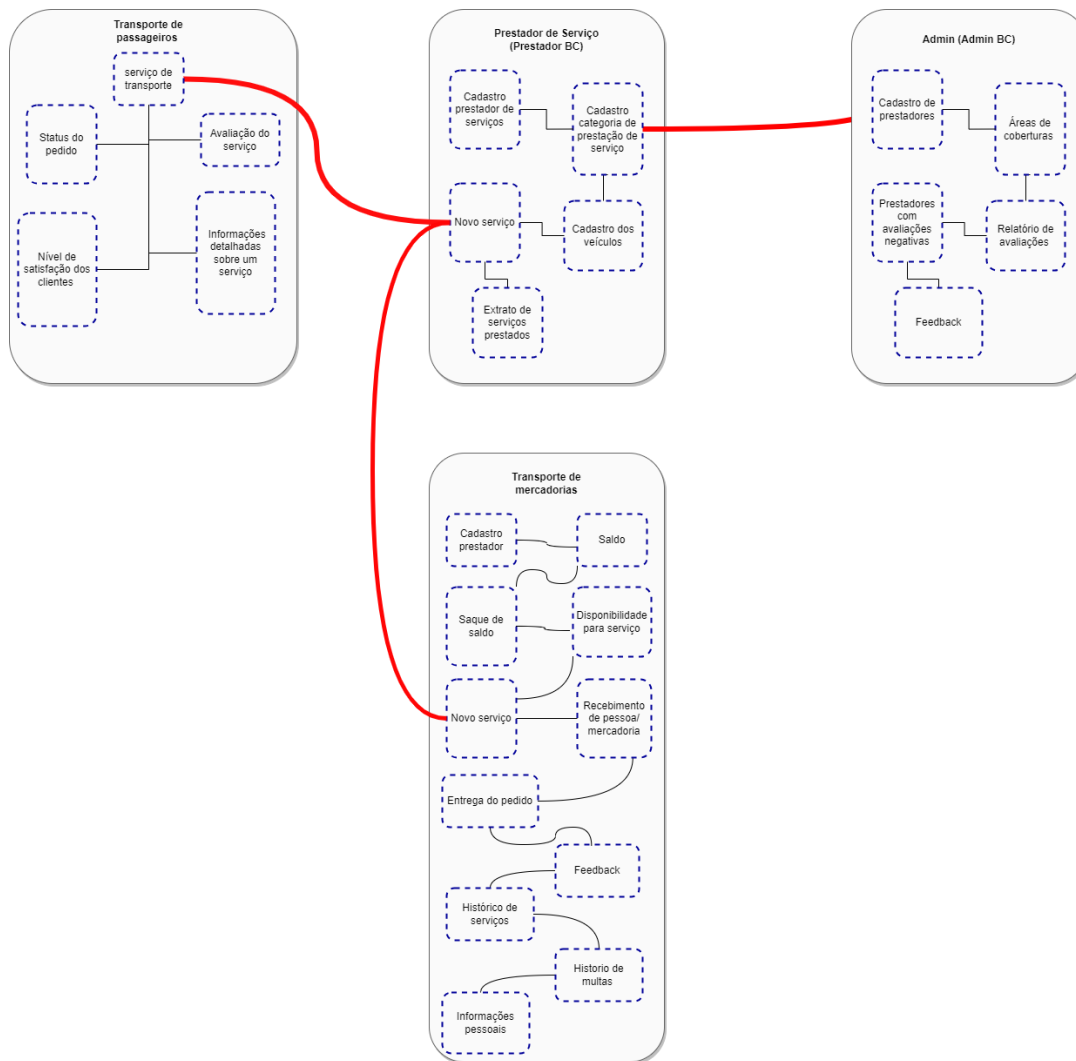 Transporte de
passageiros
serviço de
transporte
Status do
pedido
Avaliação do
serviço
Nível de
satisfação dos
clientes
Informações
detalhadas
sobre um
serviço
Prestador de Serviço
(Prestador BC)
Cadastro
prestador de
serviços
Cadastro
categoria de
prestação de
serviço
Novo serviço
Cadastro dos
veículos
Extrato de
serviços
prestados
Admin (Admin BC)
Cadastro de
prestadores
Áreas de
coberturas
Prestadores
com
avaliações
negativas
Relatório de
avaliações
Feedback
Transporte de
mercadorias
Cadastro
prestador
Saldo
Saque de
saldo
Disponibilidade
para serviço
Novo serviço
Recebimento
de pessoa/
mercadoria
Entrega do pedido
Feedback
Histórico de
serviços
Historio de
multas
Informações
pessoais